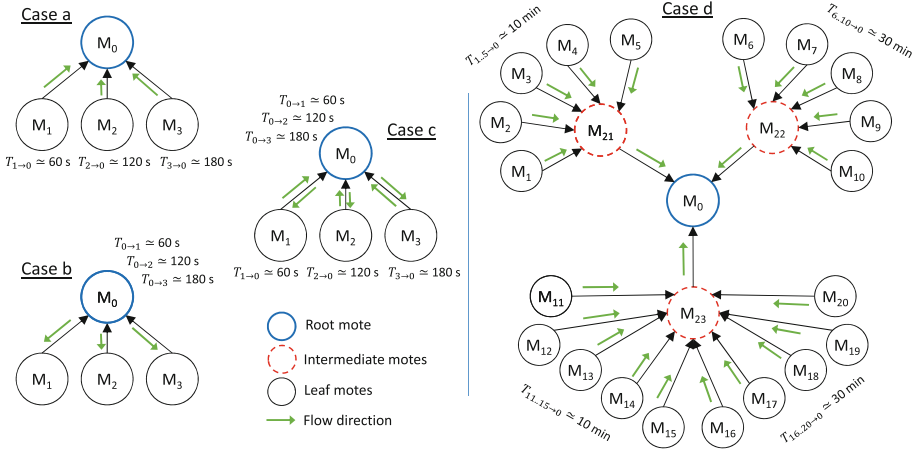 Case a
M0
M1
M2
M3
T1→0 ≃ 60 s
T2→0 ≃ 120 s
T3→0 ≃ 180 s
Case b
T0→1 ≃ 60 s
T0→2 ≃ 120 s
T0→3 ≃ 180 s
M0
M1
M2
M3
Case c
T0→1 ≃ 60 s
T0→2 ≃ 120 s
T0→3 ≃ 180 s
M0
M1
M2
M3
T1→0 ≃ 60 s
T2→0 ≃ 120 s
T3→0 ≃ 180 s
Root mote
Intermediate motes
Leaf motes
Flow direction
Case d
T1..5→0 ≃ 10 min
T6..10→0 ≃ 30 min
M1
M2
M3
M4
M5
M21
M6
M7
M8
M9
M10
M22
M0
M23
M11
M12
M13
M14
M15
M16
M17
M18
M19
M20
T11..15→0 ≃ 10 min
T16..20→0 ≃ 30 min